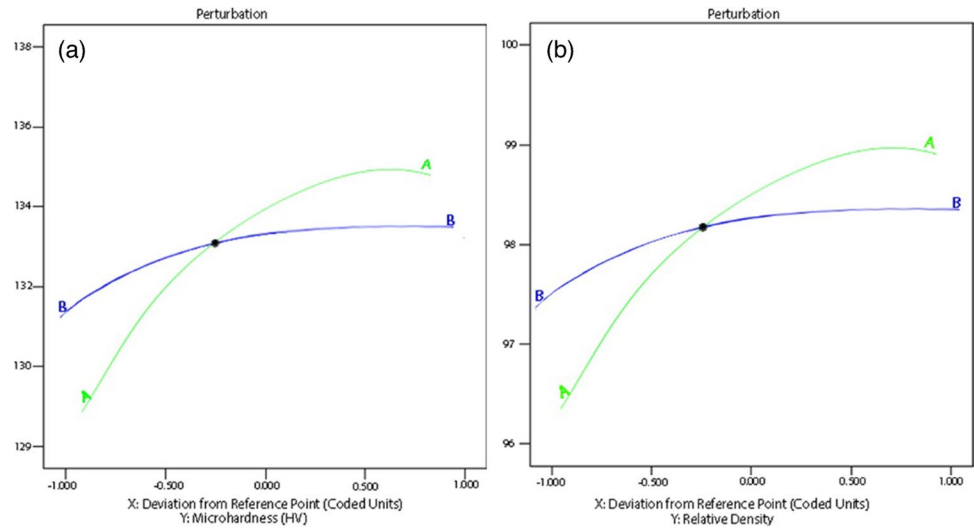 Perturbation
(a)
138
136
134
132
130
129
A
B
B
A
-1.000
-0.500
0.000
0.500
1.000
X: Deviation from Reference Point (Coded Units)
Y: Microhardness (HV)
Perturbation
(b)
100
99
98
97
96
A
B
B
A
-1.000
-0.500
0.000
0.500
1.000
X: Deviation from Reference Point (Coded Units)
Y: Relative Density